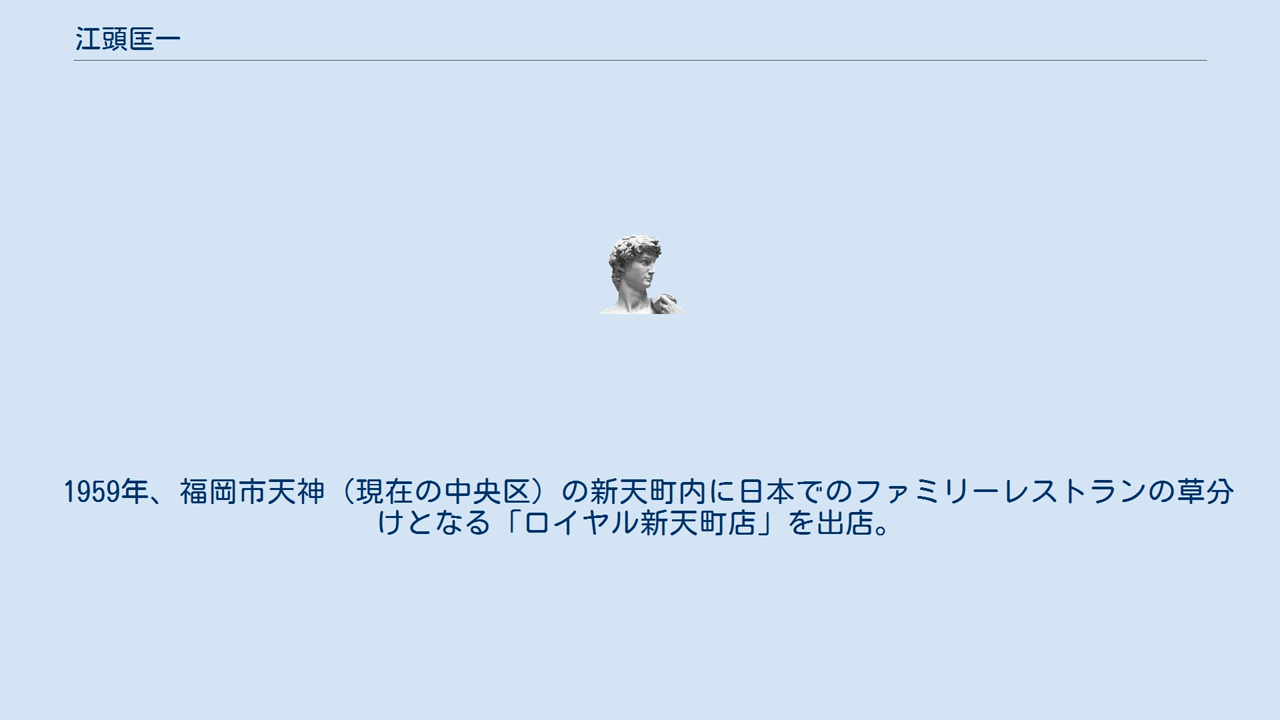 江頭匡一
1959年、福岡市天神（現在の中央区）の新天町内に日本でのファミリーレストランの草分
けとなる「ロイヤル新天町店」を出店。